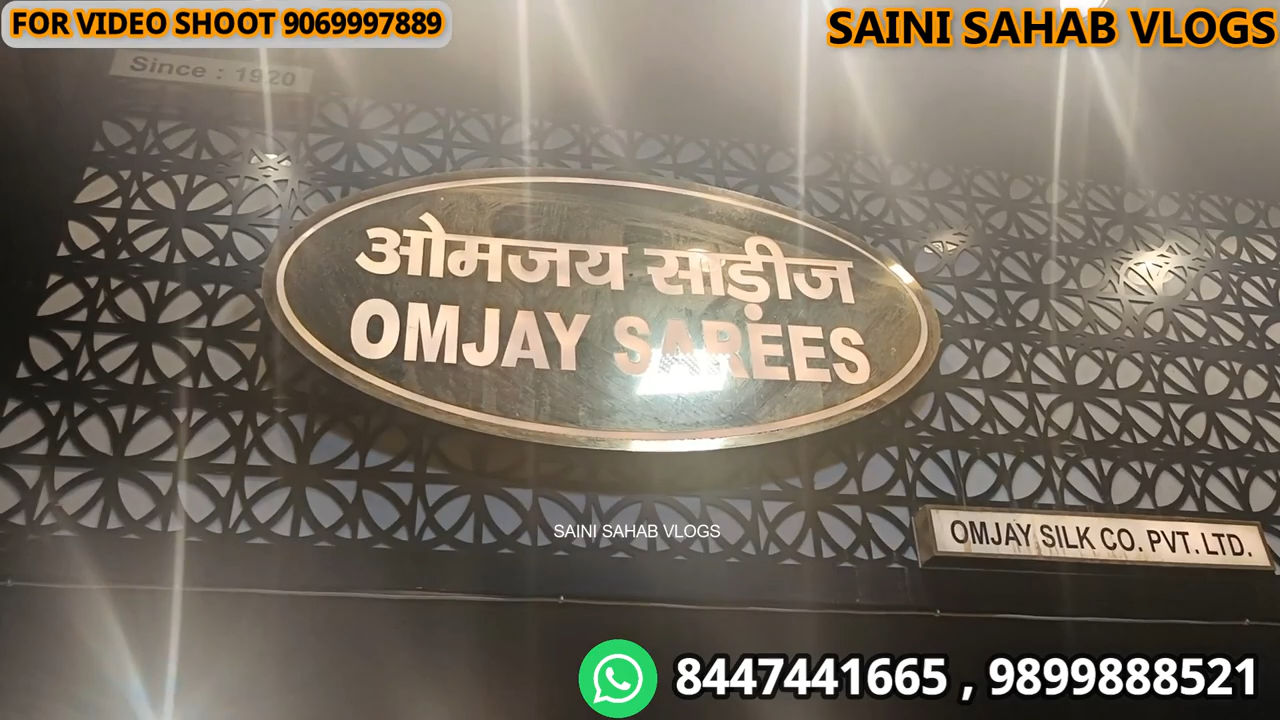 FOR VIDEO SHOOT 9069997889
SAINI SAHAB VLOGS
Since : 1920
ओमजय साड़ीज
OMJAY SAREES
SAINI SAHAB VLOGS
OMJAY SILK CO. PVT. LTD.
8447441665 , 9899888521